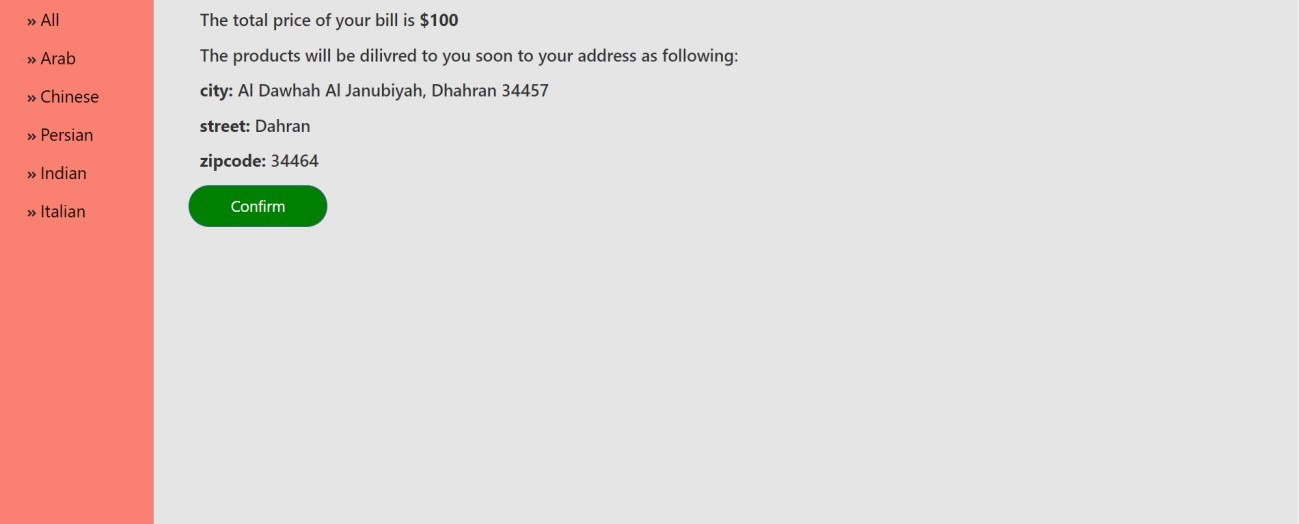 » All
» Arab
» Chinese
» Persian
» Indian
» Italian
The total price of your bill is $100
The products will be dilivred to you soon to your address as following:
city: Al Dawhah Al Janubiyah, Dhahran 34457
street: Dahran
zipcode: 34464
Confirm